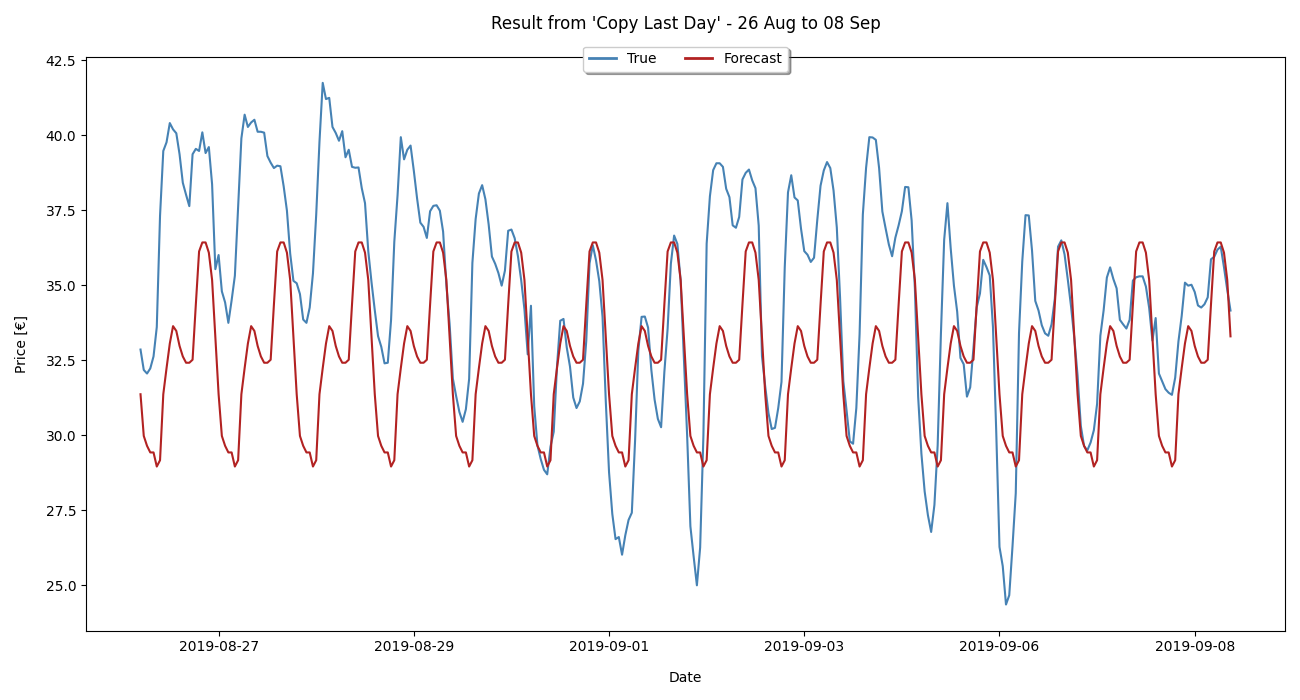 Result from 'Copy Last Day' - 26 Aug to 08 Sep
True Forecast
42.5
40.0
37.5
35.0
32.5
30.0
27.5
25.0
Price [€]
2019-08-27 2019-08-29 2019-09-01 2019-09-03 2019-09-06 2019-09-08
Date